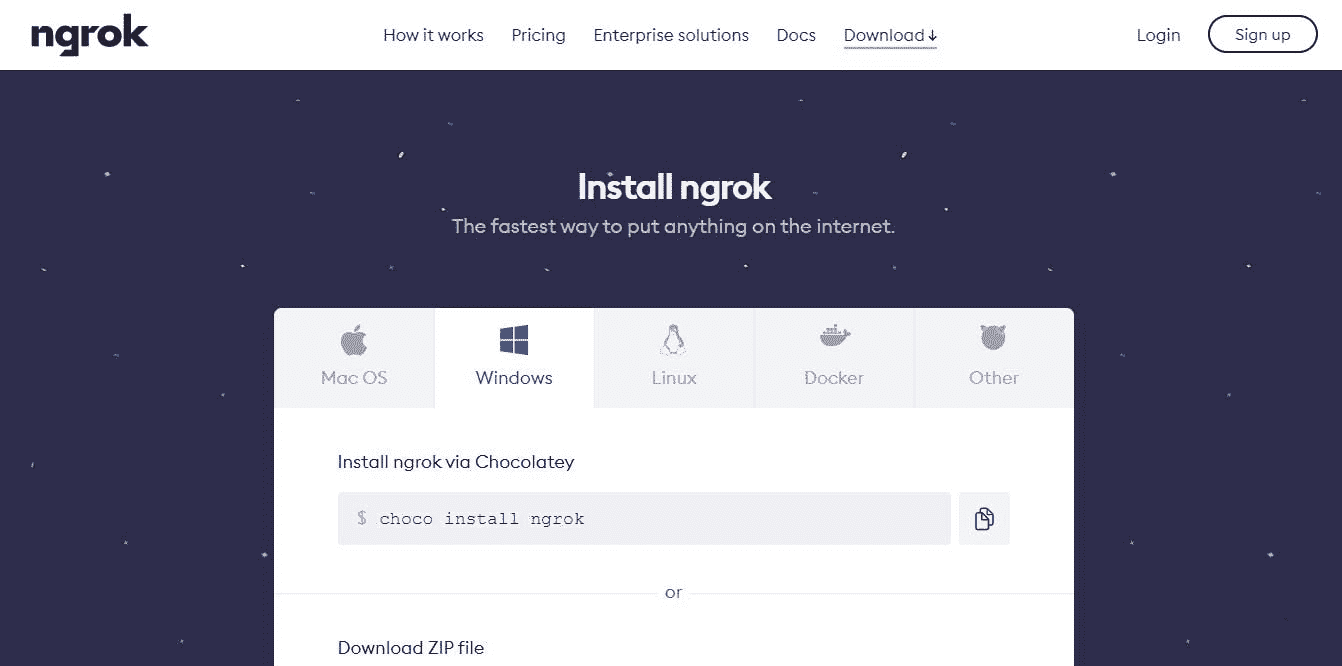 ngrok
How it works Pricing Enterprise solutions Docs Download↓ Login Sign up
Install ngrok
The fastest way to put anything on the internet.
Mac OS Windows Linux Docker Other
Install ngrok via Chocolatey
$ choco install ngrok
or
Download ZIP file